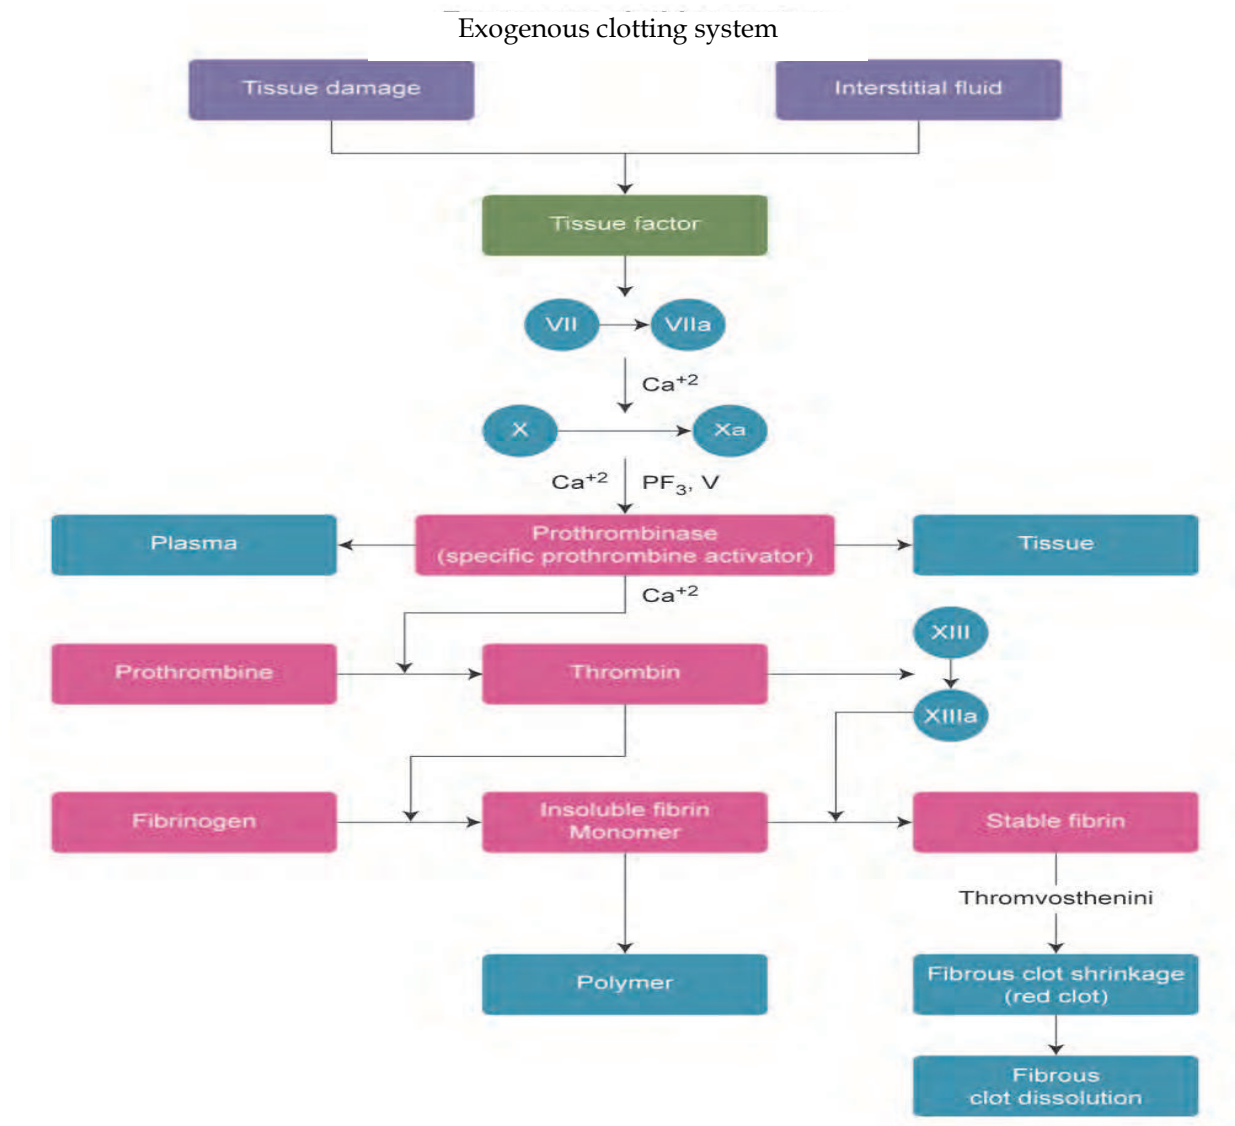 Exogenous clotting system
Tissue damage
Interstitial fluid
Tissue factor
VII
VIIa
Ca+2
X
Xa
Ca+2
PF3, V
Plasma
Prothrombinase
(specific prothrombine activator)
Tissue
Ca+2
XIII
Prothrombine
Thrombin
XIIIa
Fibrinogen
Insoluble fibrin
Monomer
Stable fibrin
Thromvosthenini
Polymer
Fibrous clot shrinkage
(red clot)
Fibrous
clot dissolution